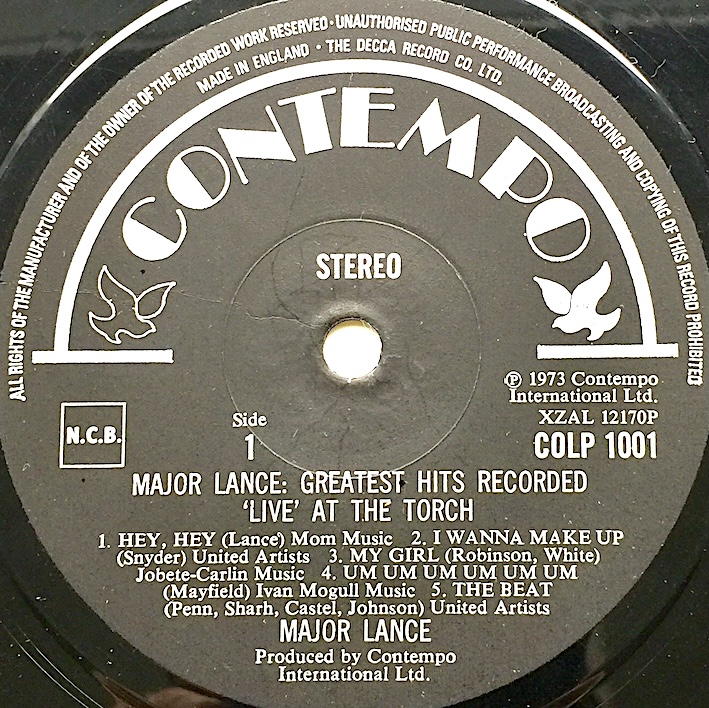 ALL RIGHTS OF THE MANUFACTURER AND OF THE OWNER OF THE RECORDED WORK RESERVED · UNAUTHORISED PUBLIC PERFORMANCE BROADCASTING AND COPYING OF THIS RECORD PROHIBITED
MADE IN ENGLAND · THE DECCA RECORD CO. LTD.
CONTEMPO
STEREO
℗ 1973 Contempo
International Ltd.
XZAL 12170P
N.C.B.
Side
1
COLP 1001
MAJOR LANCE: GREATEST HITS RECORDED
'LIVE' AT THE TORCH
1. HEY, HEY (Lance) Mom Music 2. I WANNA MAKE UP
(Snyder) United Artists 3. MY GIRL (Robinson, White)
Jobete-Carlin Music 4. UM UM UM UM UM UM
(Mayfield) Ivan Mogull Music 5. THE BEAT
(Penn, Sharh, Castel, Johnson) United Artists
MAJOR LANCE
Produced by Contempo
International Ltd.